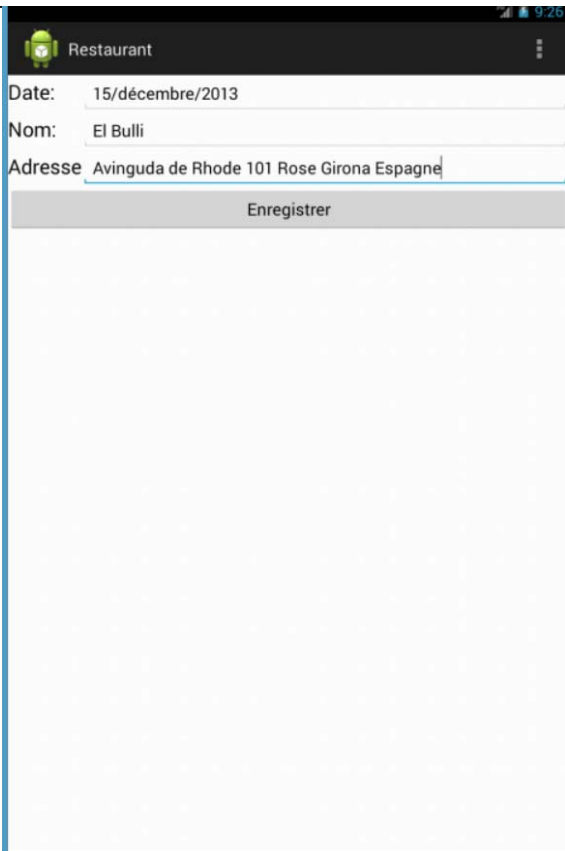 9:26
Restaurant
Date: 15/décembre/2013
Nom: El Bulli
Adresse Avinguda de Rhode 101 Rose Girona Espagne
Enregistrer